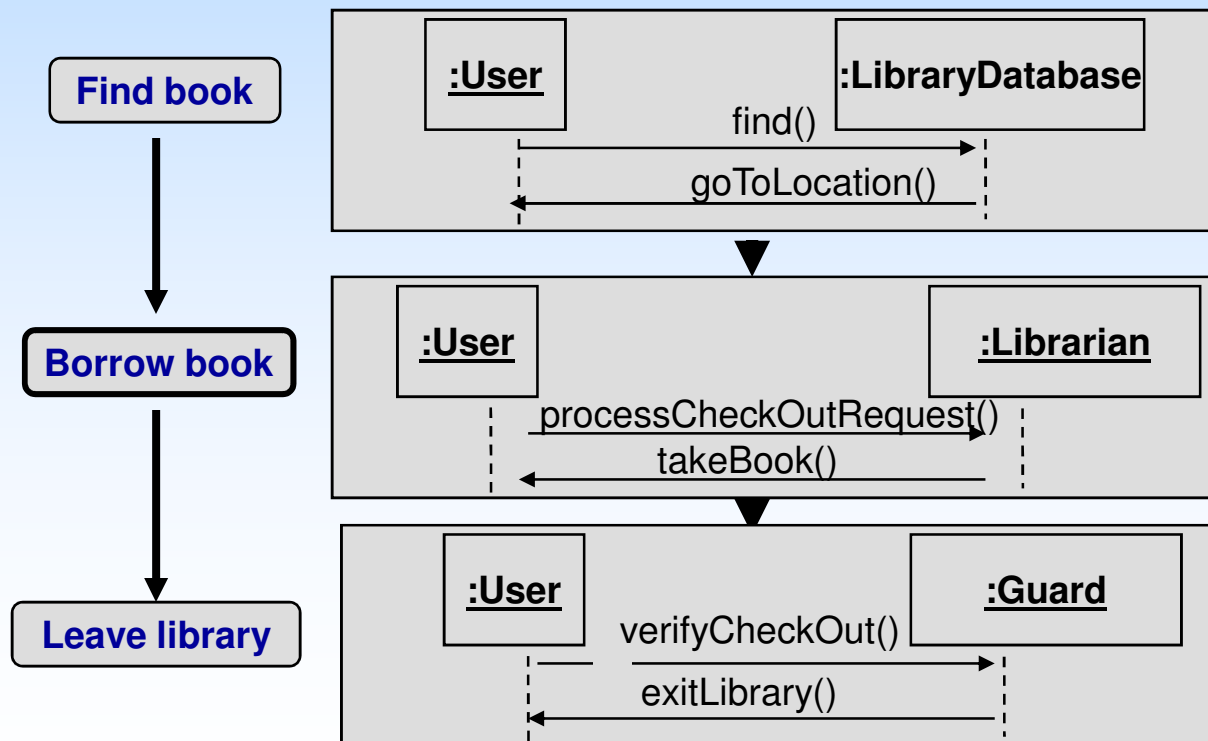 Find book
:User
:LibraryDatabase
find()
goToLocation()
Borrow book
:User
:Librarian
processCheckOutRequest()
takeBook()
Leave library
:User
:Guard
verifyCheckOut()
exitLibrary()